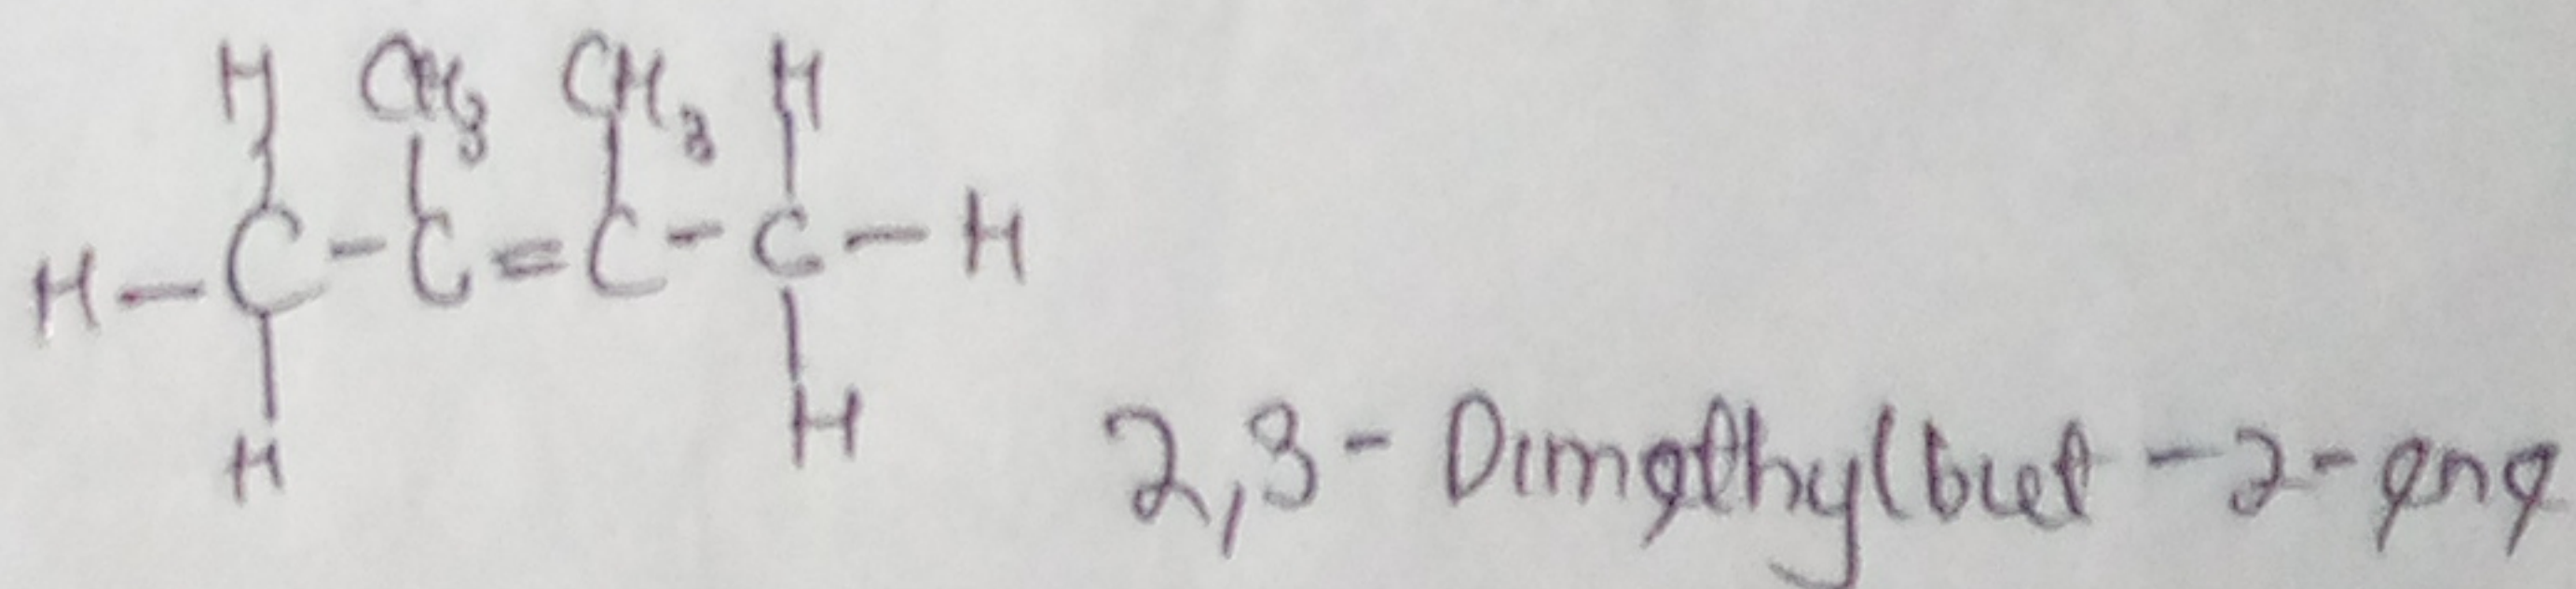 H CH3 CH3 H
H-C-C=C-C-H
H H
2,3-Dimethylbut-2-ene